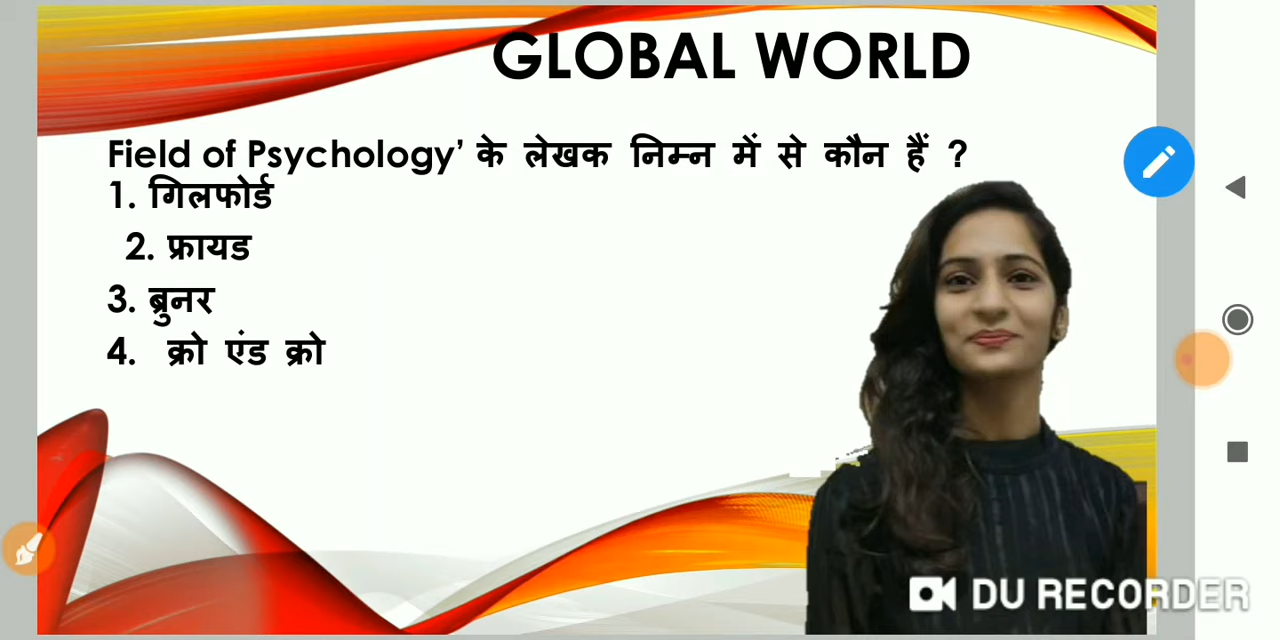 GLOBAL WORLD
Field of Psychology’ के लेखक निम्न में से कौन हैं ?
1. गिलफोर्ड
2. फ्रायड
3. ब्रुनर
4. क्रो एंड क्रो
DU RECORDER